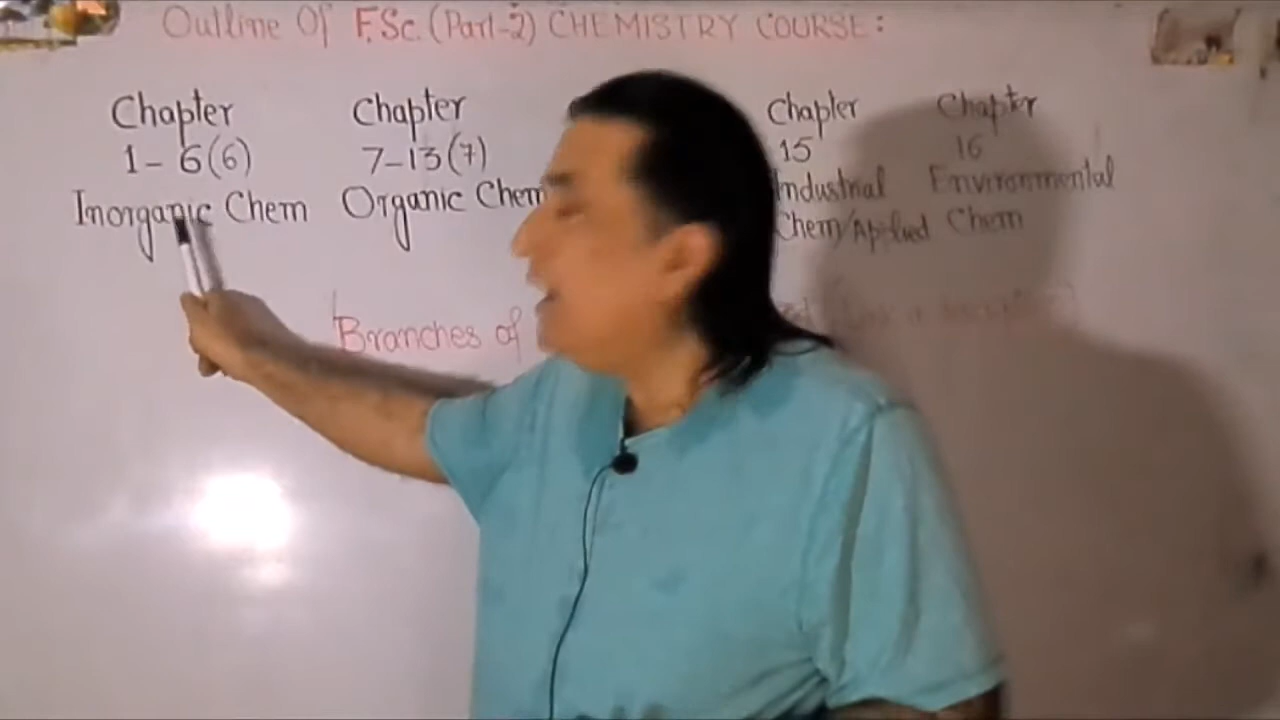 Outline Of F.Sc. (Part-2) CHEMISTRY COURSE:
Chapter
1 - 6 (6)
Inorganic Chem
Chapter
7-13 (7)
Organic Chem
Chapter
15
Industrial
Chem/Applied
Chapter
16
Environmental
Chem
Branches of